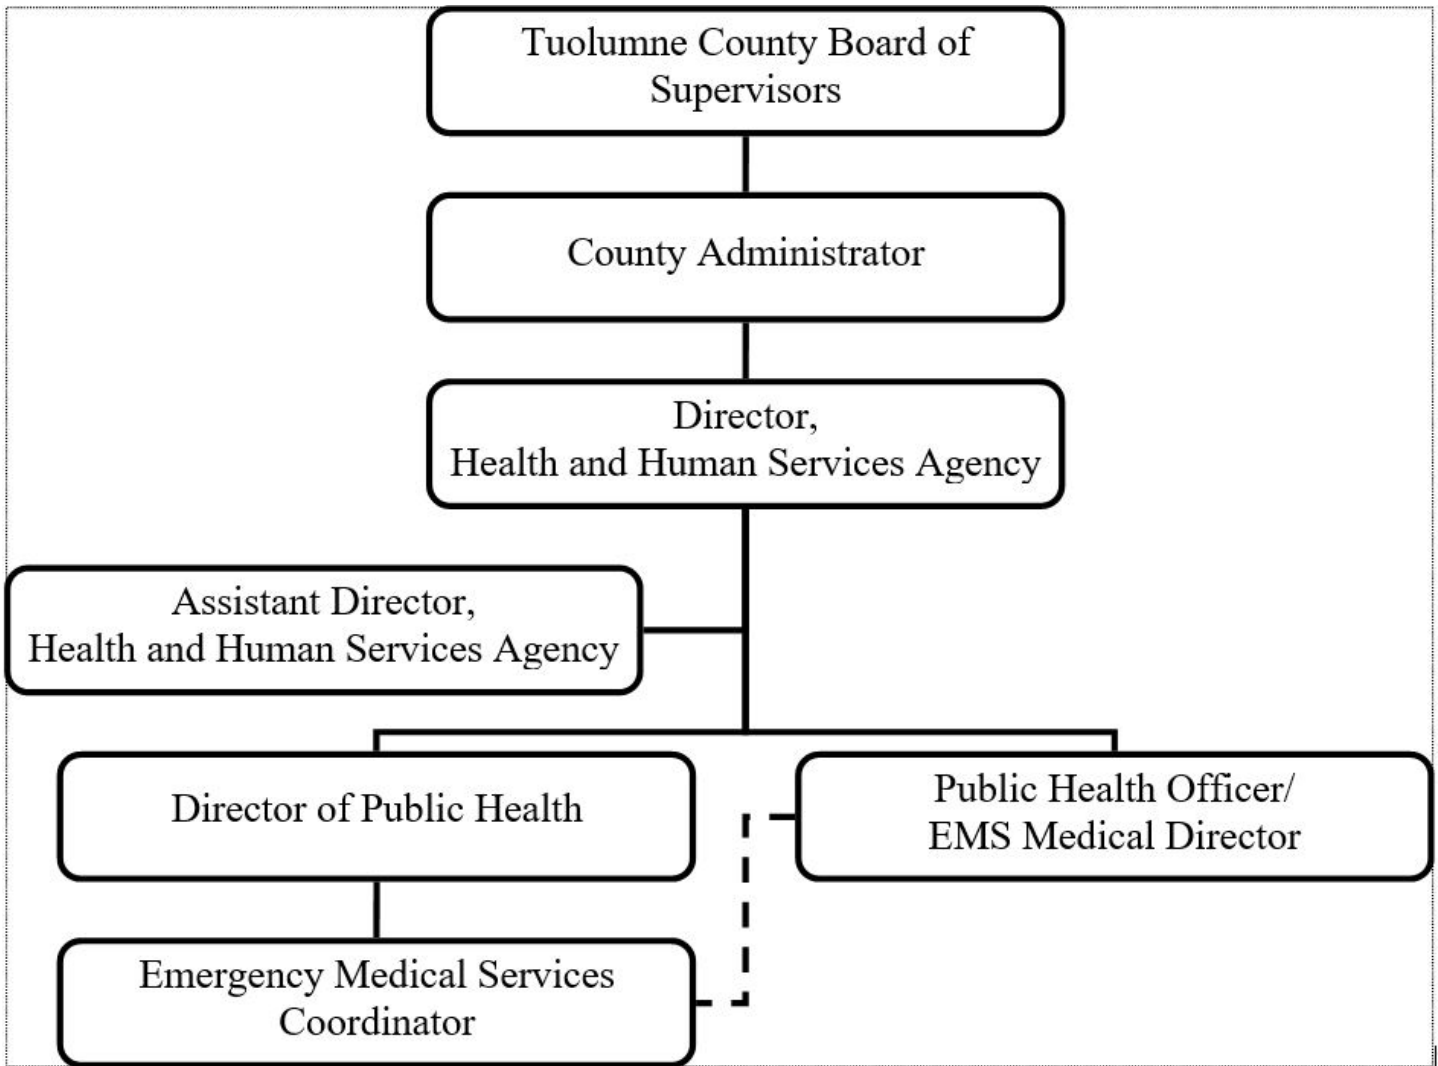 Tuolumne County Board of
Supervisors
County Administrator
Director,
Health and Human Services Agency
Assistant Director,
Health and Human Services Agency
Director of Public Health
Public Health Officer/
EMS Medical Director
Emergency Medical Services
Coordinator